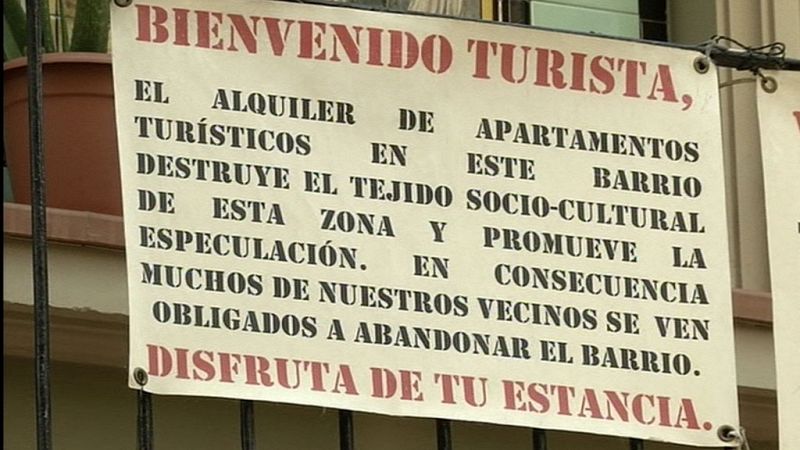 BIENVENIDO TURISTA,
EL ALQUILER DE APARTAMENTOS
TURÍSTICOS EN ESTE BARRIO
DESTRUYE EL TEJIDO SOCIO-CULTURAL
DE ESTA ZONA Y PROMUEVE LA
ESPECULACIÓN. EN CONSECUENCIA
MUCHOS DE NUESTROS VECINOS SE VEN
OBLIGADOS A ABANDONAR EL BARRIO.
DISFRUTA DE TU ESTANCIA.